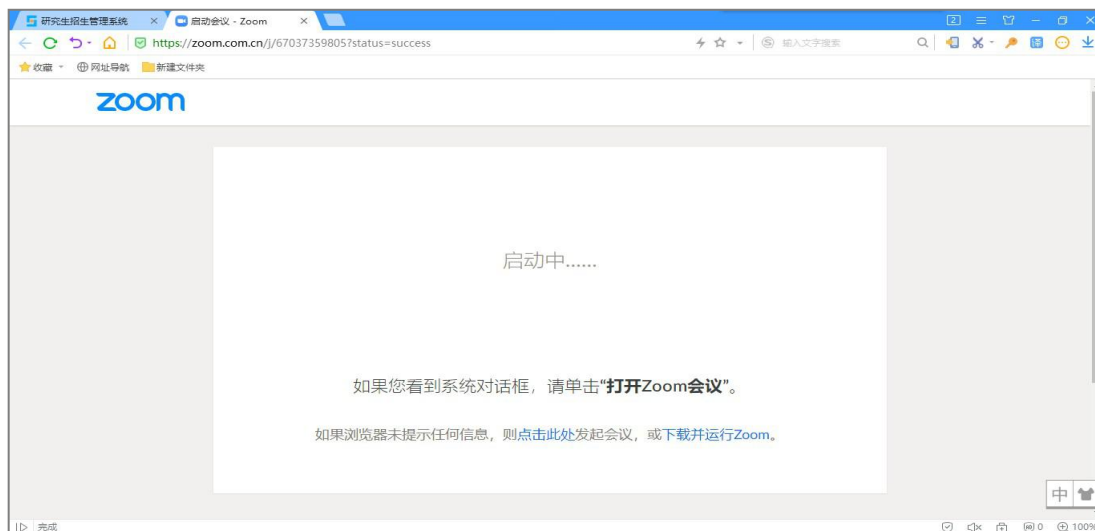 研究生招生管理系统
启动会议 - Zoom
2
https://zoom.com.cn/j/67037359805?status=success
输入文字搜索
收藏
网址导航
新建文件夹
zoom
启动中......
如果您看到系统对话框，请单击“打开Zoom会议”。
如果浏览器未提示任何信息，则点击此处发起会议，或下载并运行Zoom。
中
完成
0
100%